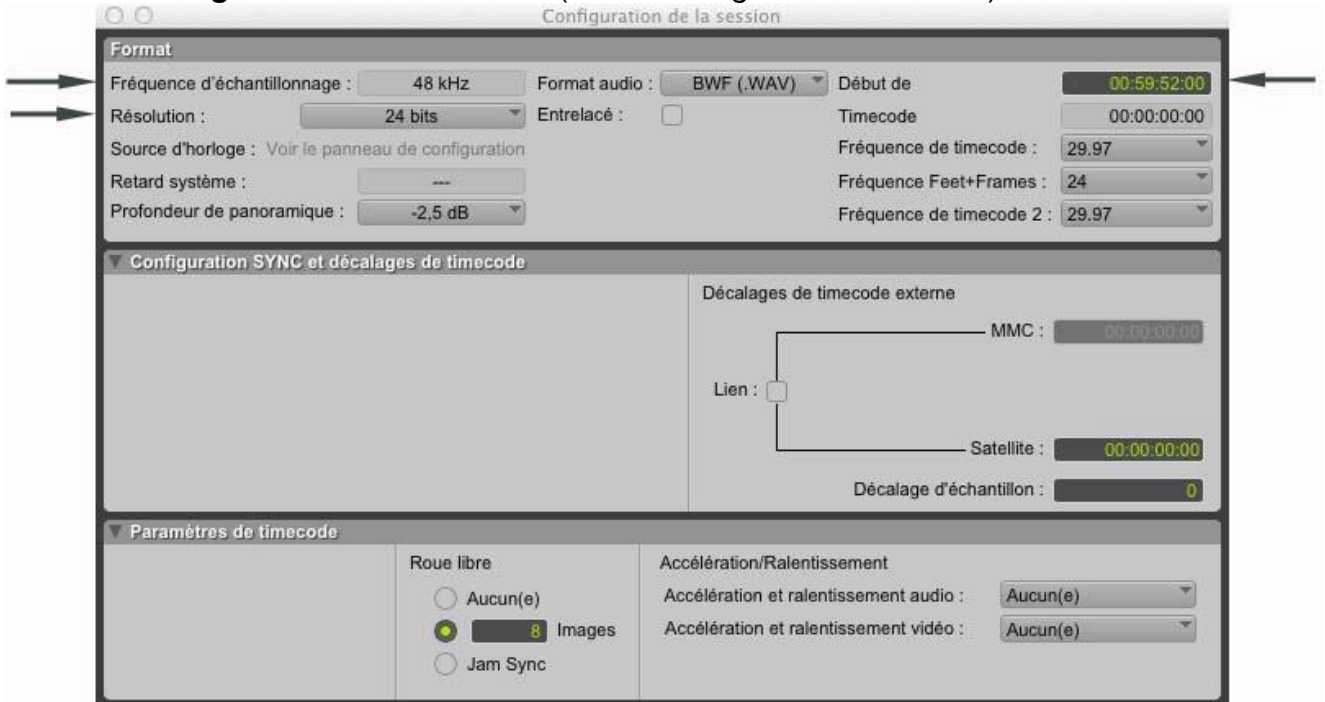 Configuration de la session
Format
Fréquence d'échantillonnage : 48 kHz Format audio : BWF (.WAV) Début de 00:59:52:00
Résolution : 24 bits Entrelacé : Timecode 00:00:00:00
Source d'horloge : Voir le panneau de configuration Fréquence de timecode : 29.97
Retard système : --- Fréquence Feet+Frames : 24
Profondeur de panoramique : -2,5 dB Fréquence de timecode 2 : 29.97
Configuration SYNC et décalages de timecode
Décalages de timecode externe
MMC : 00:00:00:00
Lien :
Satellite : 00:00:00:00
Décalage d'échantillon : 0
Paramètres de timecode
Roue libre Accélération/Ralentissement
Aucun(e) Accélération et ralentissement audio : Aucun(e)
8 Images Accélération et ralentissement vidéo : Aucun(e)
Jam Sync